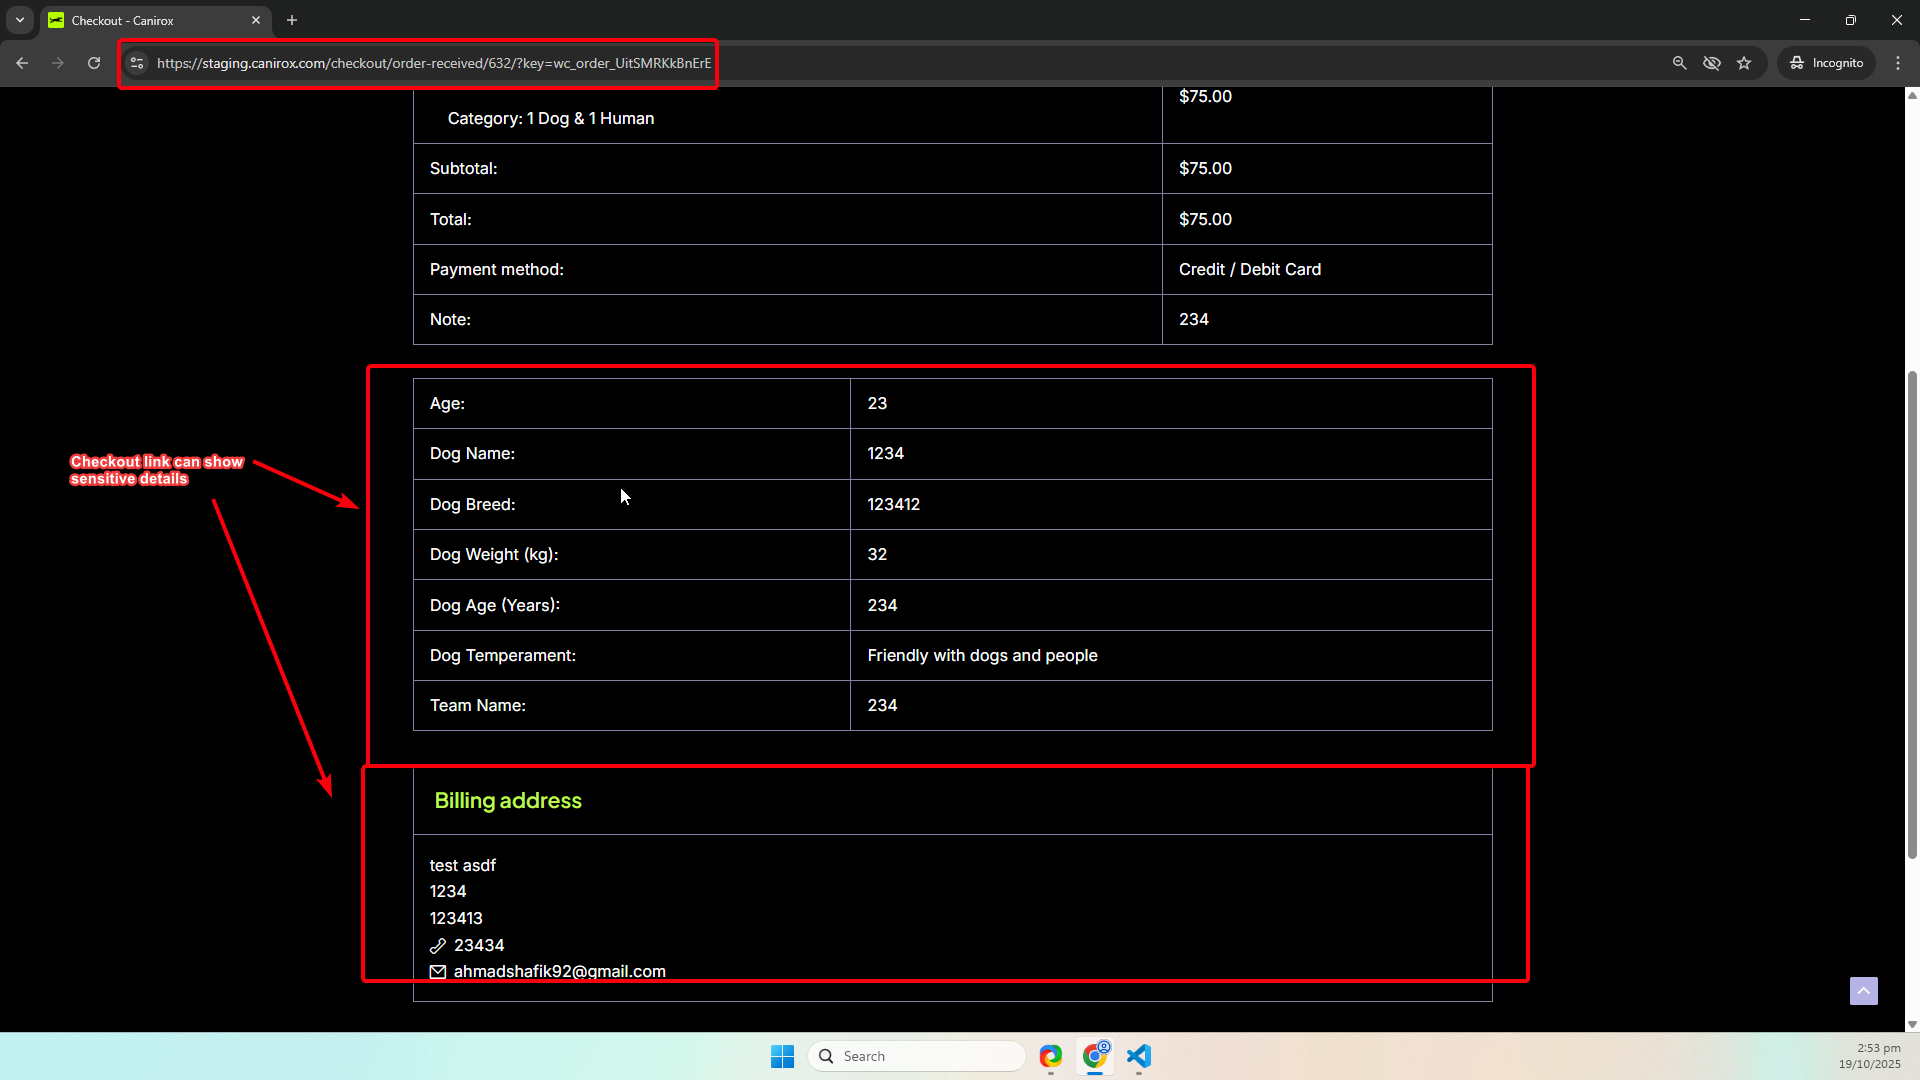 Checkout - Canirox
https://staging.canirox.com/checkout/order-received/632/?key=wc_order_UitSMRKkBnErE
Incognito
$75.00
Category: 1 Dog & 1 Human
Subtotal: $75.00
Total: $75.00
Payment method: Credit / Debit Card
Note: 234
Age: 23
Dog Name: 1234
Dog Breed: 123412
Dog Weight (kg): 32
Dog Age (Years): 234
Dog Temperament: Friendly with dogs and people
Team Name: 234
Checkout link can show
sensitive details
Billing address
test asdf
1234
123413
23434
ahmadshafik92@gmail.com
Search
2:53 pm
19/10/2025